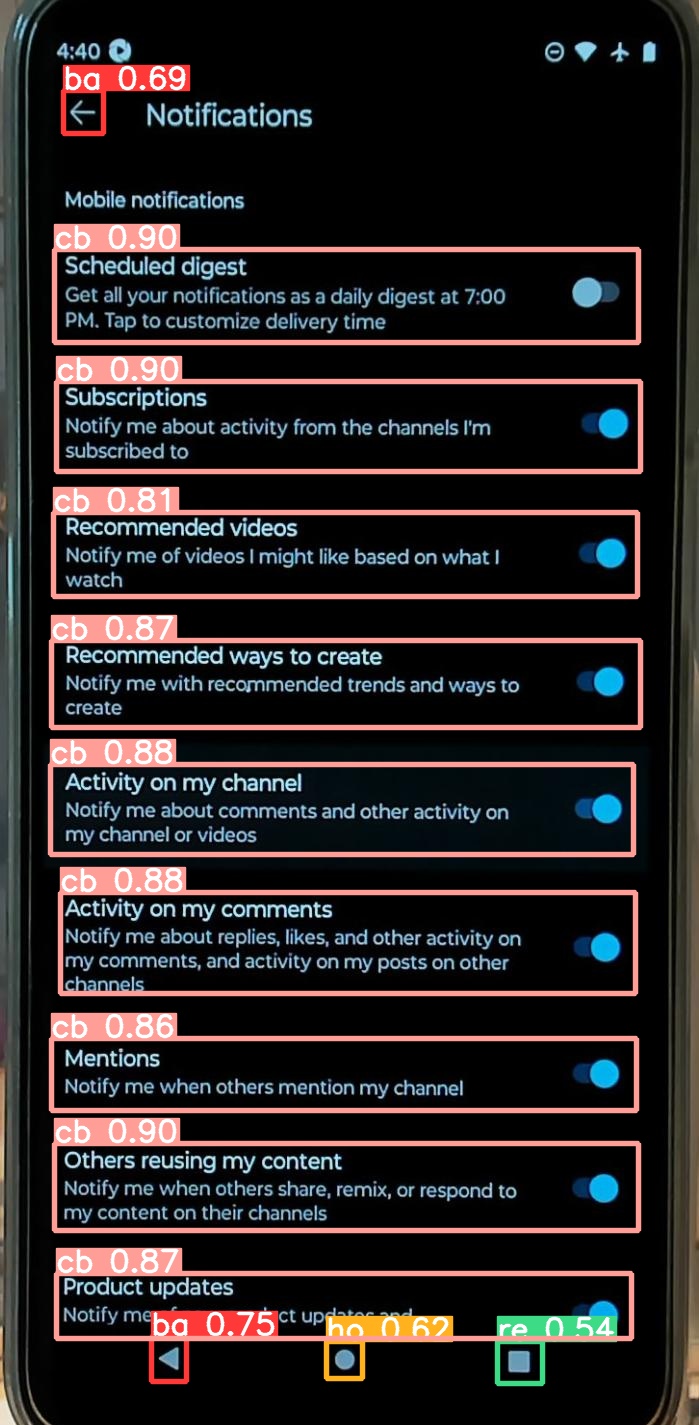 4:40
ba 0.69
Notifications
Mobile notifications
cb 0.90
Scheduled digest
Get all your notifications as a daily digest at 7:00
PM. Tap to customize delivery time
cb 0.90
Subscriptions
Notify me about activity from the channels I'm
subscribed to
cb 0.81
Recommended videos
Notify me of videos I might like based on what I
watch
cb 0.87
Recommended ways to create
Notify me with recommended trends and ways to
create
cb 0.88
Activity on my channel
Notify me about comments and other activity on
my channel or videos
cb 0.88
Activity on my comments
Notify me about replies, likes, and other activity on
my comments, and activity on my posts on other
channels
cb 0.86
Mentions
Notify me when others mention my channel
cb 0.90
Others reusing my content
Notify me when others share, remix, or respond to
my content on their channels
cb 0.87
Product updates
Notify me updates and
ba 0.75
ho 0.62
re 0.54